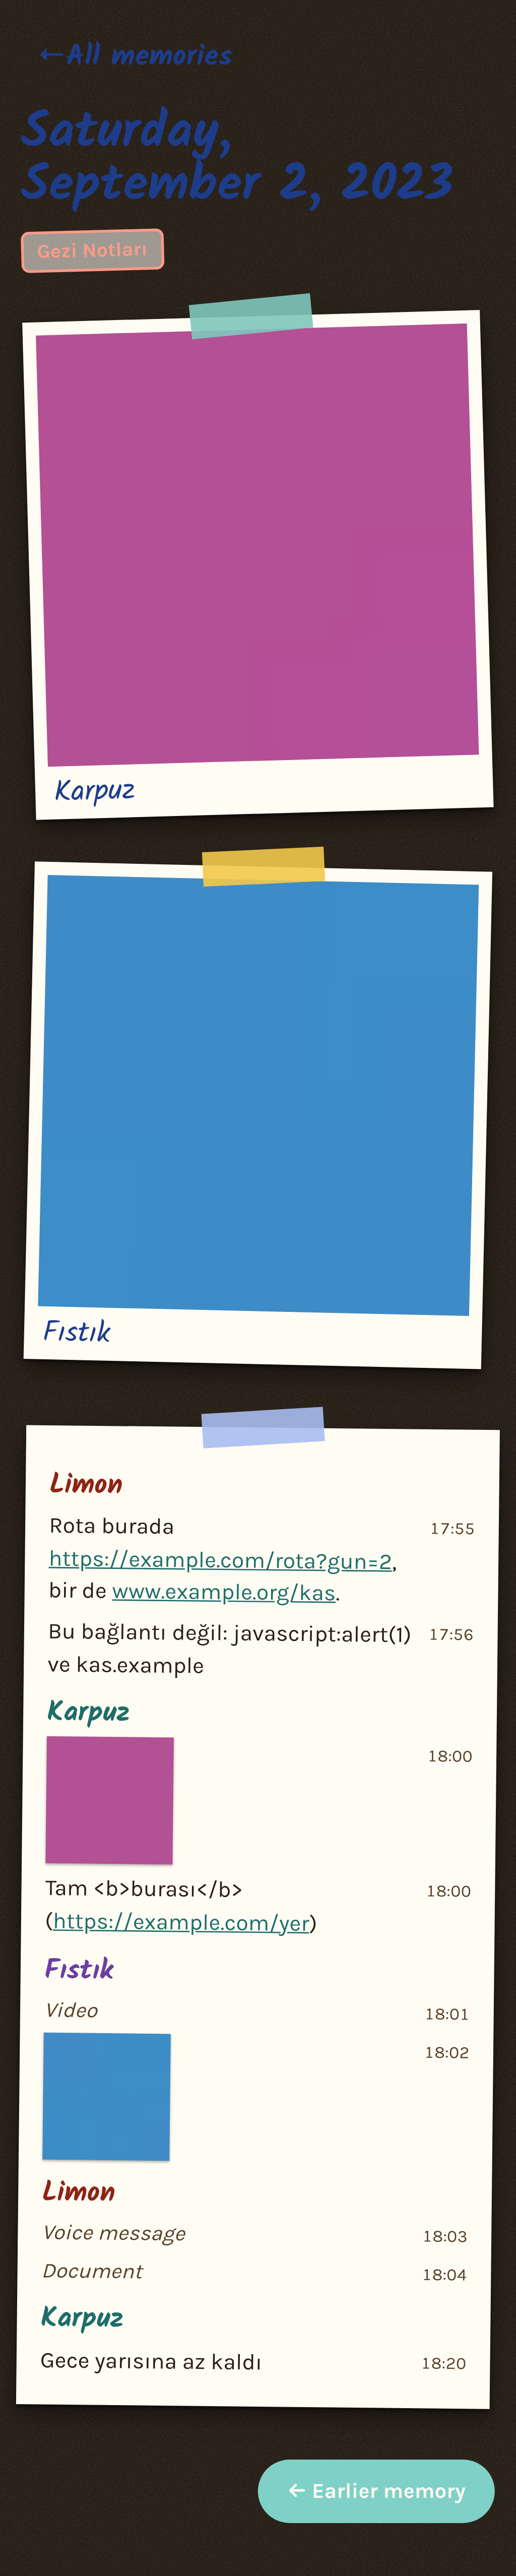 ←All memories
Saturday,
September 2, 2023
Gezi Notları
Karpuz
Fıstık
Limon
Rota burada 17:55
https://example.com/rota?gun=2,
bir de www.example.org/kas.
Bu bağlantı değil: javascript:alert(1) 17:56
ve kas.example
Karpuz
18:00
Tam <b>burası</b> 18:00
(https://example.com/yer)
Fıstık
Video 18:01
18:02
Limon
Voice message 18:03
Document 18:04
Karpuz
Gece yarısına az kaldı 18:20
← Earlier memory